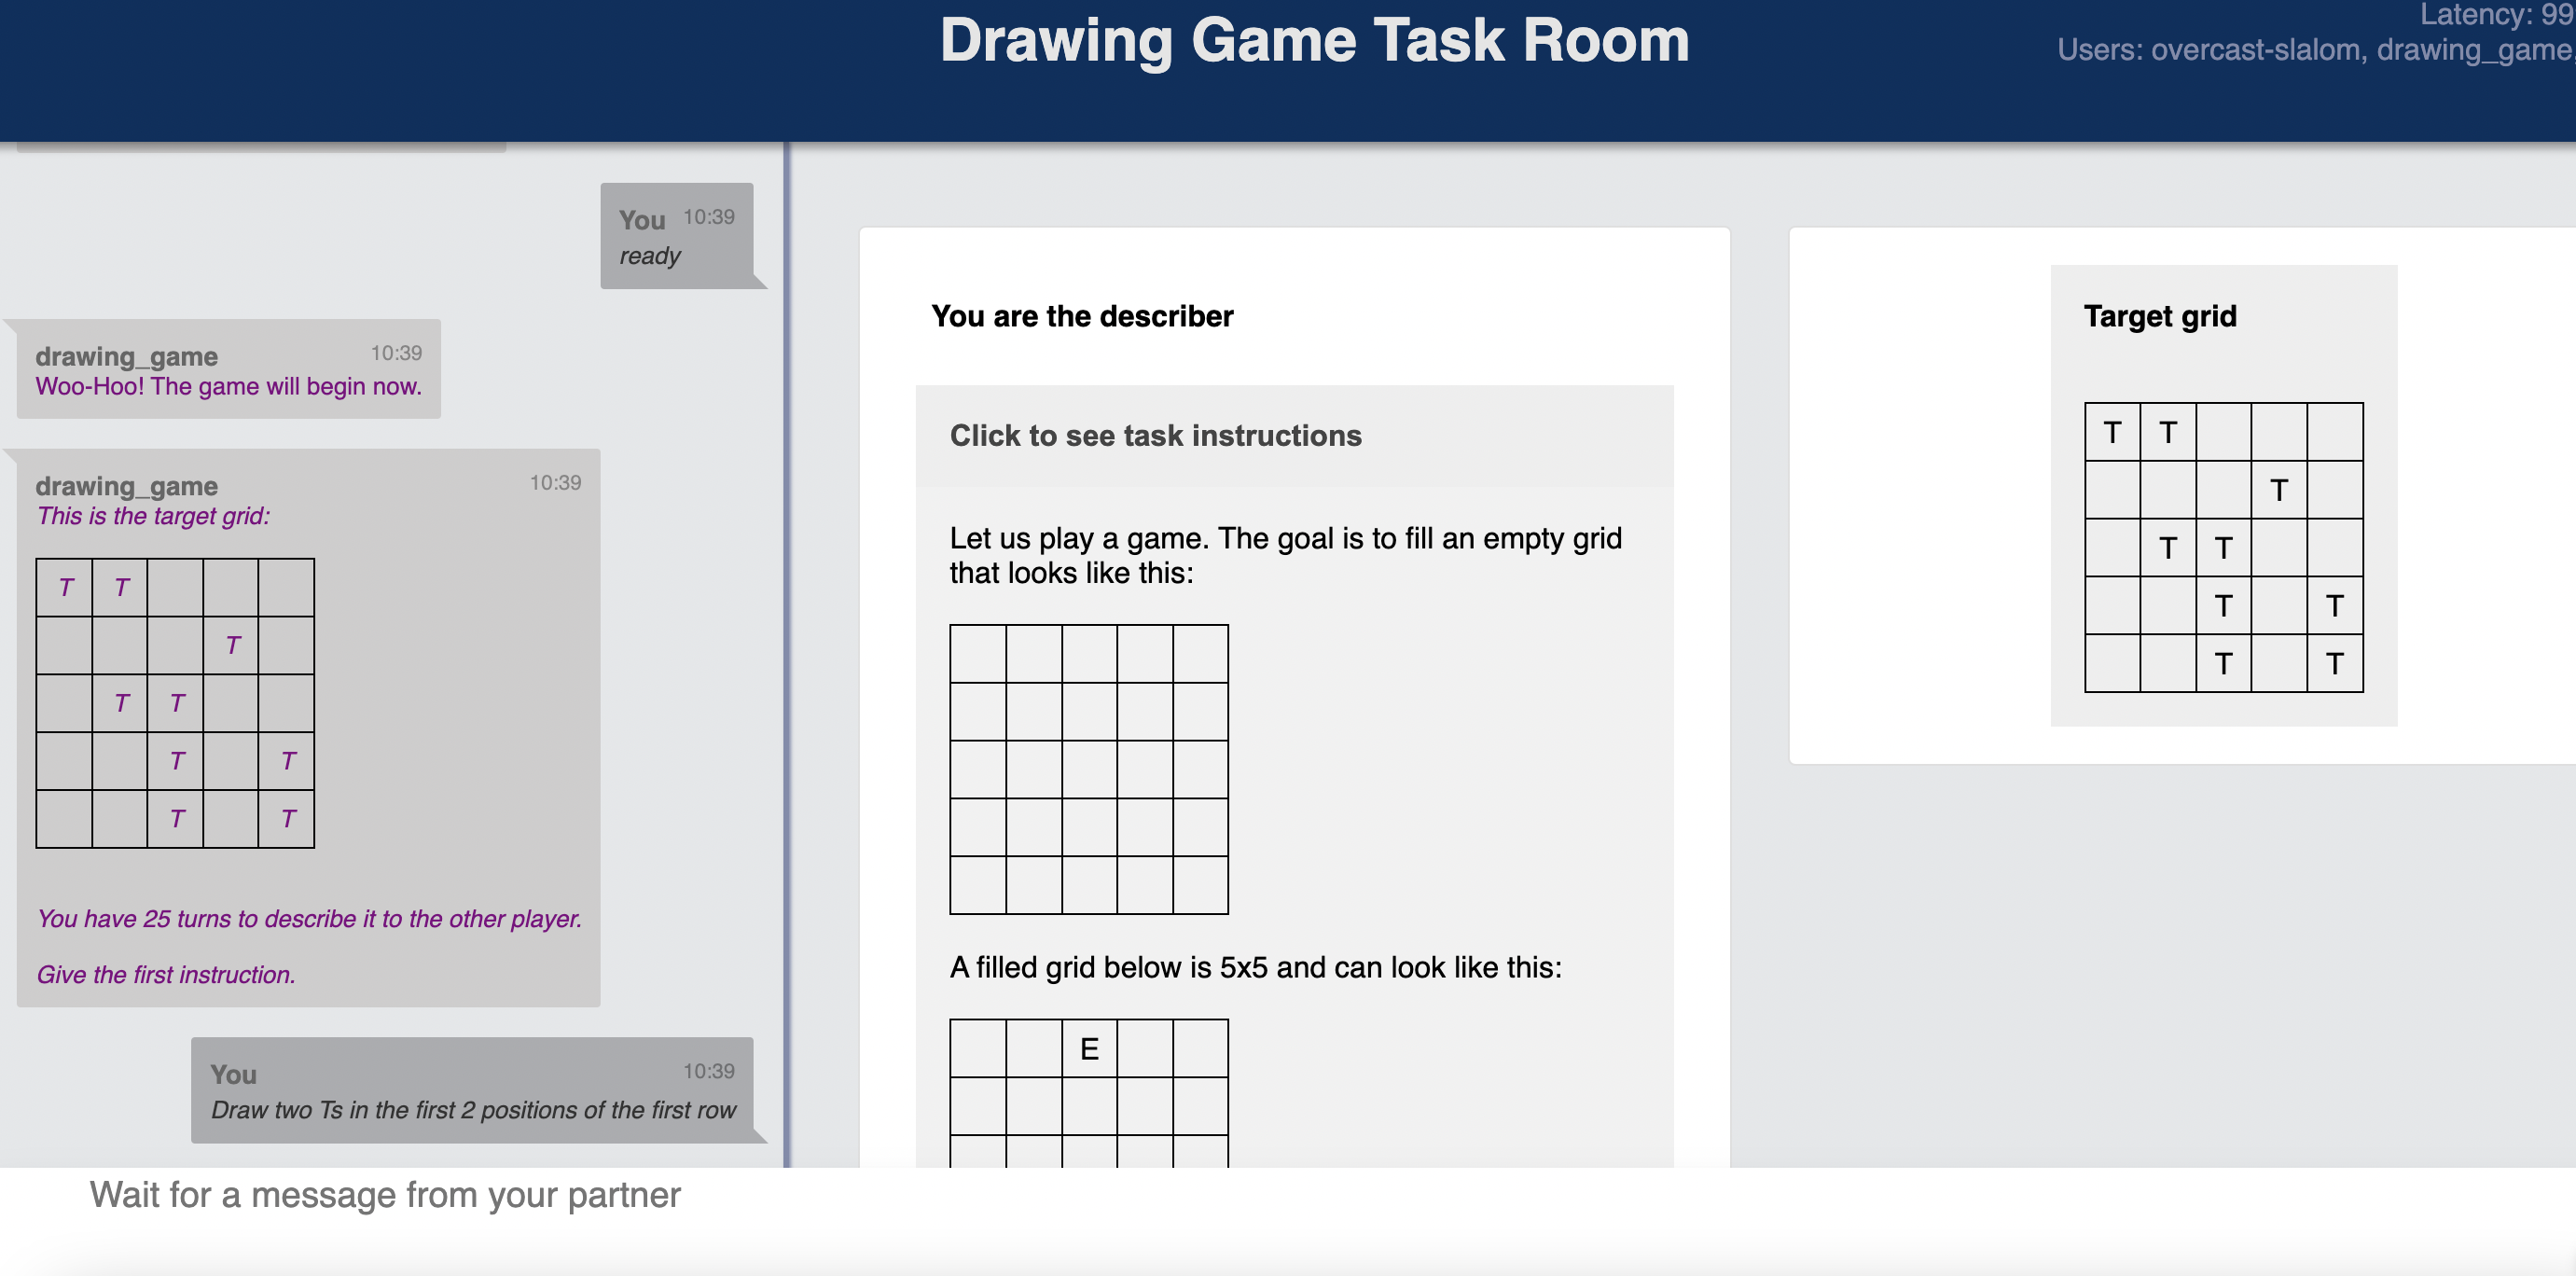 Drawing Game Task Room
Latency: 99
Users: overcast-slalom, drawing_game,
You 10:39
ready
drawing_game 10:39
Woo-Hoo! The game will begin now.
drawing_game 10:39
This is the target grid:
T T
T
T T
T T
T T
You have 25 turns to describe it to the other player.
Give the first instruction.
You 10:39
Draw two Ts in the first 2 positions of the first row
Wait for a message from your partner
You are the describer
Click to see task instructions
Let us play a game. The goal is to fill an empty grid
that looks like this:
A filled grid below is 5x5 and can look like this:
E
Target grid
T T
T
T T
T T
T T